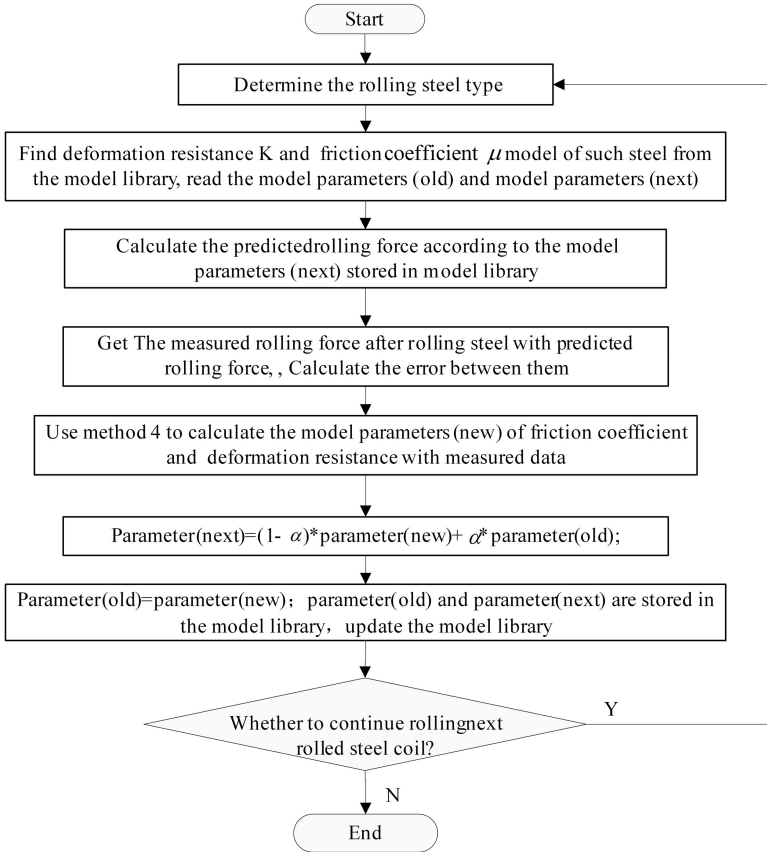 Start
Determine the rolling steel type
Find deformation resistance K and friction coefficient μ model of such steel from
the model library, read the model parameters (old) and model parameters (next)
Calculate the predictedrolling force according to the model
parameters (next) stored in model library
Get The measured rolling force after rolling steel with predicted
rolling force, , Calculate the error between them
Use method 4 to calculate the model parameters (new) of friction coefficient
and deformation resistance with measured data
Parameter(next)=(1- α)*parameter(new)+ α*parameter(old);
Parameter(old)=parameter(new)；parameter(old) and parameter(next) are stored in
the model library，update the model library
Whether to continue rollingnext
rolled steel coil?
Y
N
End